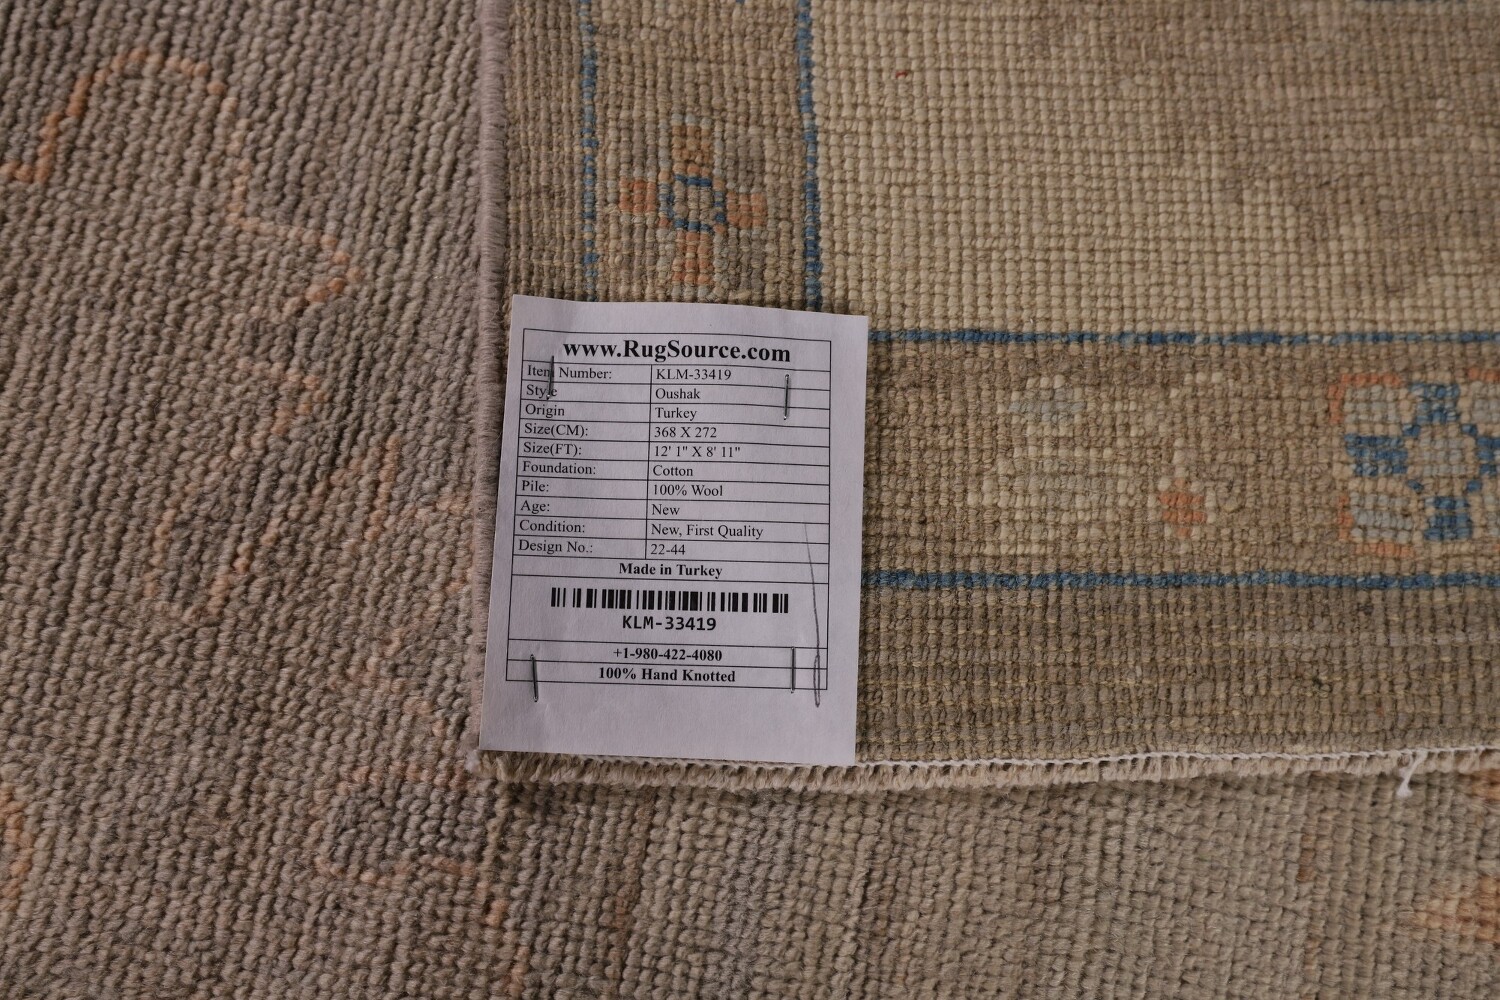 www.RugSource.com
Item Number: KLM-33419
Style Oushak
Origin Turkey
Size(CM): 368 X 272
Size(FT): 12' 1" X 8' 11"
Foundation: Cotton
Pile: 100% Wool
Age: New
Condition: New, First Quality
Design No.: 22-44
Made in Turkey
KLM-33419
+1-980-422-4080
100% Hand Knotted